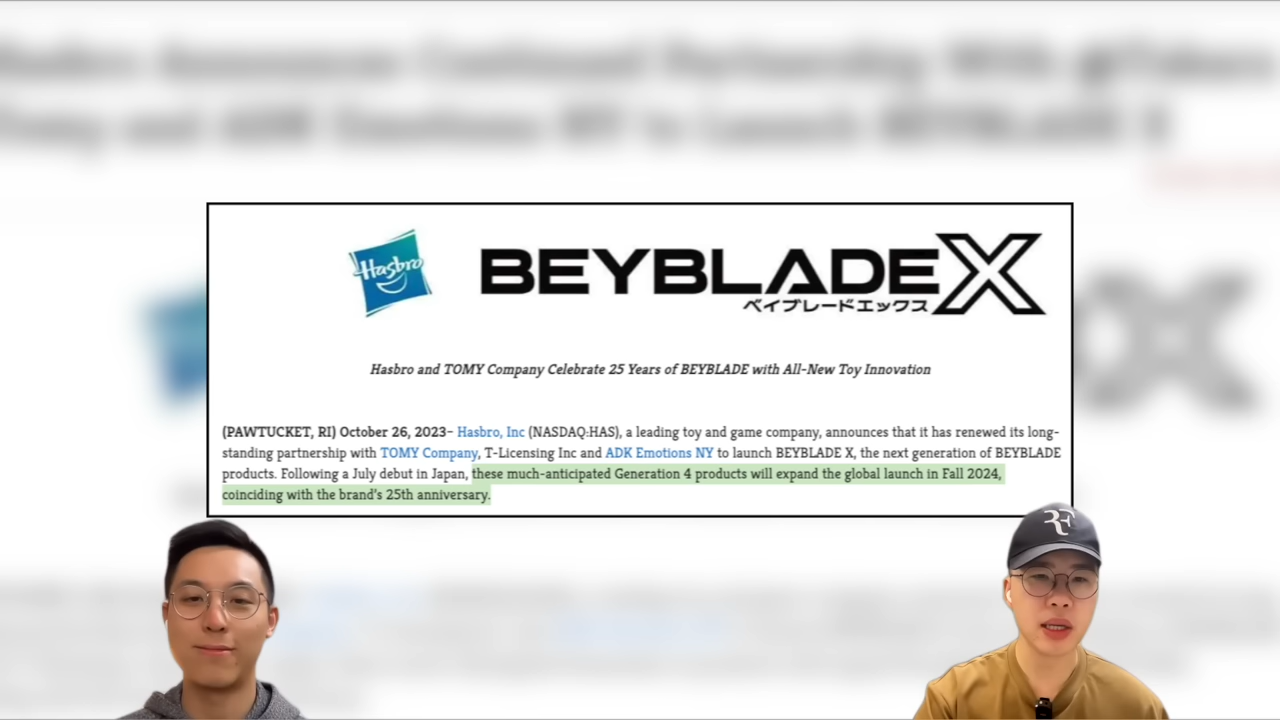 Hasbro
BEYBLADE X
ベイブレードエックス
Hasbro and TOMY Company Celebrate 25 Years of BEYBLADE with All-New Toy Innovation
(PAWTUCKET, RI) October 26, 2023– Hasbro, Inc (NASDAQ:HAS), a leading toy and game company, announces that it has renewed its long-
standing partnership with TOMY Company, T-Licensing Inc and ADK Emotions NY to launch BEYBLADE X, the next generation of BEYBLADE
products. Following a July debut in Japan, these much-anticipated Generation 4 products will expand the global launch in Fall 2024,
coinciding with the brand's 25th anniversary.
RF